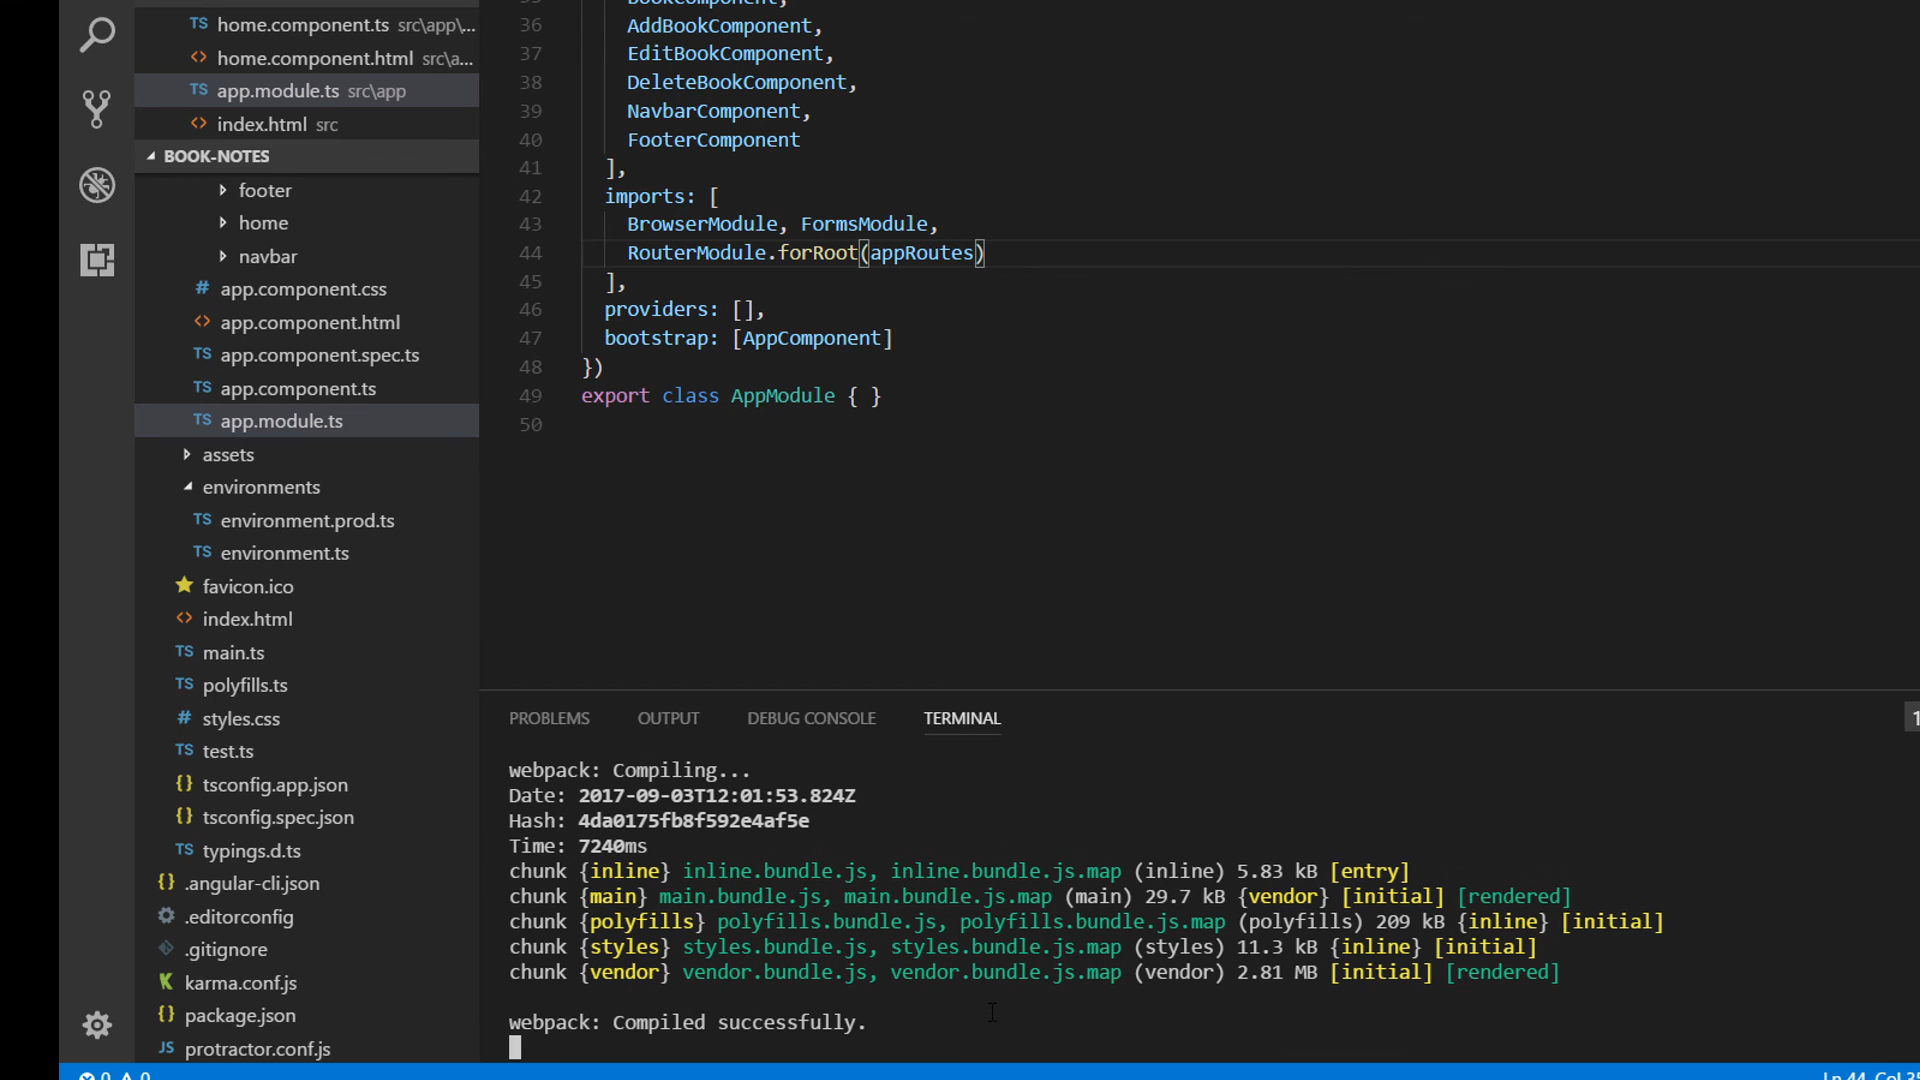 TS home.component.ts src\app\...
<> home.component.html src\a...
TS app.module.ts src\app
<> index.html src
BOOK-NOTES
footer
home
navbar
# app.component.css
<> app.component.html
TS app.component.spec.ts
TS app.component.ts
TS app.module.ts
assets
environments
TS environment.prod.ts
TS environment.ts
favicon.ico
<> index.html
TS main.ts
TS polyfills.ts
# styles.css
TS test.ts
{} tsconfig.app.json
{} tsconfig.spec.json
TS typings.d.ts
{} .angular-cli.json
.editorconfig
.gitignore
K karma.conf.js
{} package.json
JS protractor.conf.js
36 AddBookComponent,
37 EditBookComponent,
38 DeleteBookComponent,
39 NavbarComponent,
40 FooterComponent
41 ],
42 imports: [
43 BrowserModule, FormsModule,
44 RouterModule.forRoot(appRoutes)
45 ],
46 providers: [],
47 bootstrap: [AppComponent]
48 })
49 export class AppModule { }
50
PROBLEMS OUTPUT DEBUG CONSOLE TERMINAL
webpack: Compiling...
Date: 2017-09-03T12:01:53.824Z
Hash: 4da0175fb8f592e4af5e
Time: 7240ms
chunk {inline} inline.bundle.js, inline.bundle.js.map (inline) 5.83 kB [entry]
chunk {main} main.bundle.js, main.bundle.js.map (main) 29.7 kB {vendor} [initial] [rendered]
chunk {polyfills} polyfills.bundle.js, polyfills.bundle.js.map (polyfills) 209 kB {inline} [initial]
chunk {styles} styles.bundle.js, styles.bundle.js.map (styles) 11.3 kB {inline} [initial]
chunk {vendor} vendor.bundle.js, vendor.bundle.js.map (vendor) 2.81 MB [initial] [rendered]
webpack: Compiled successfully.